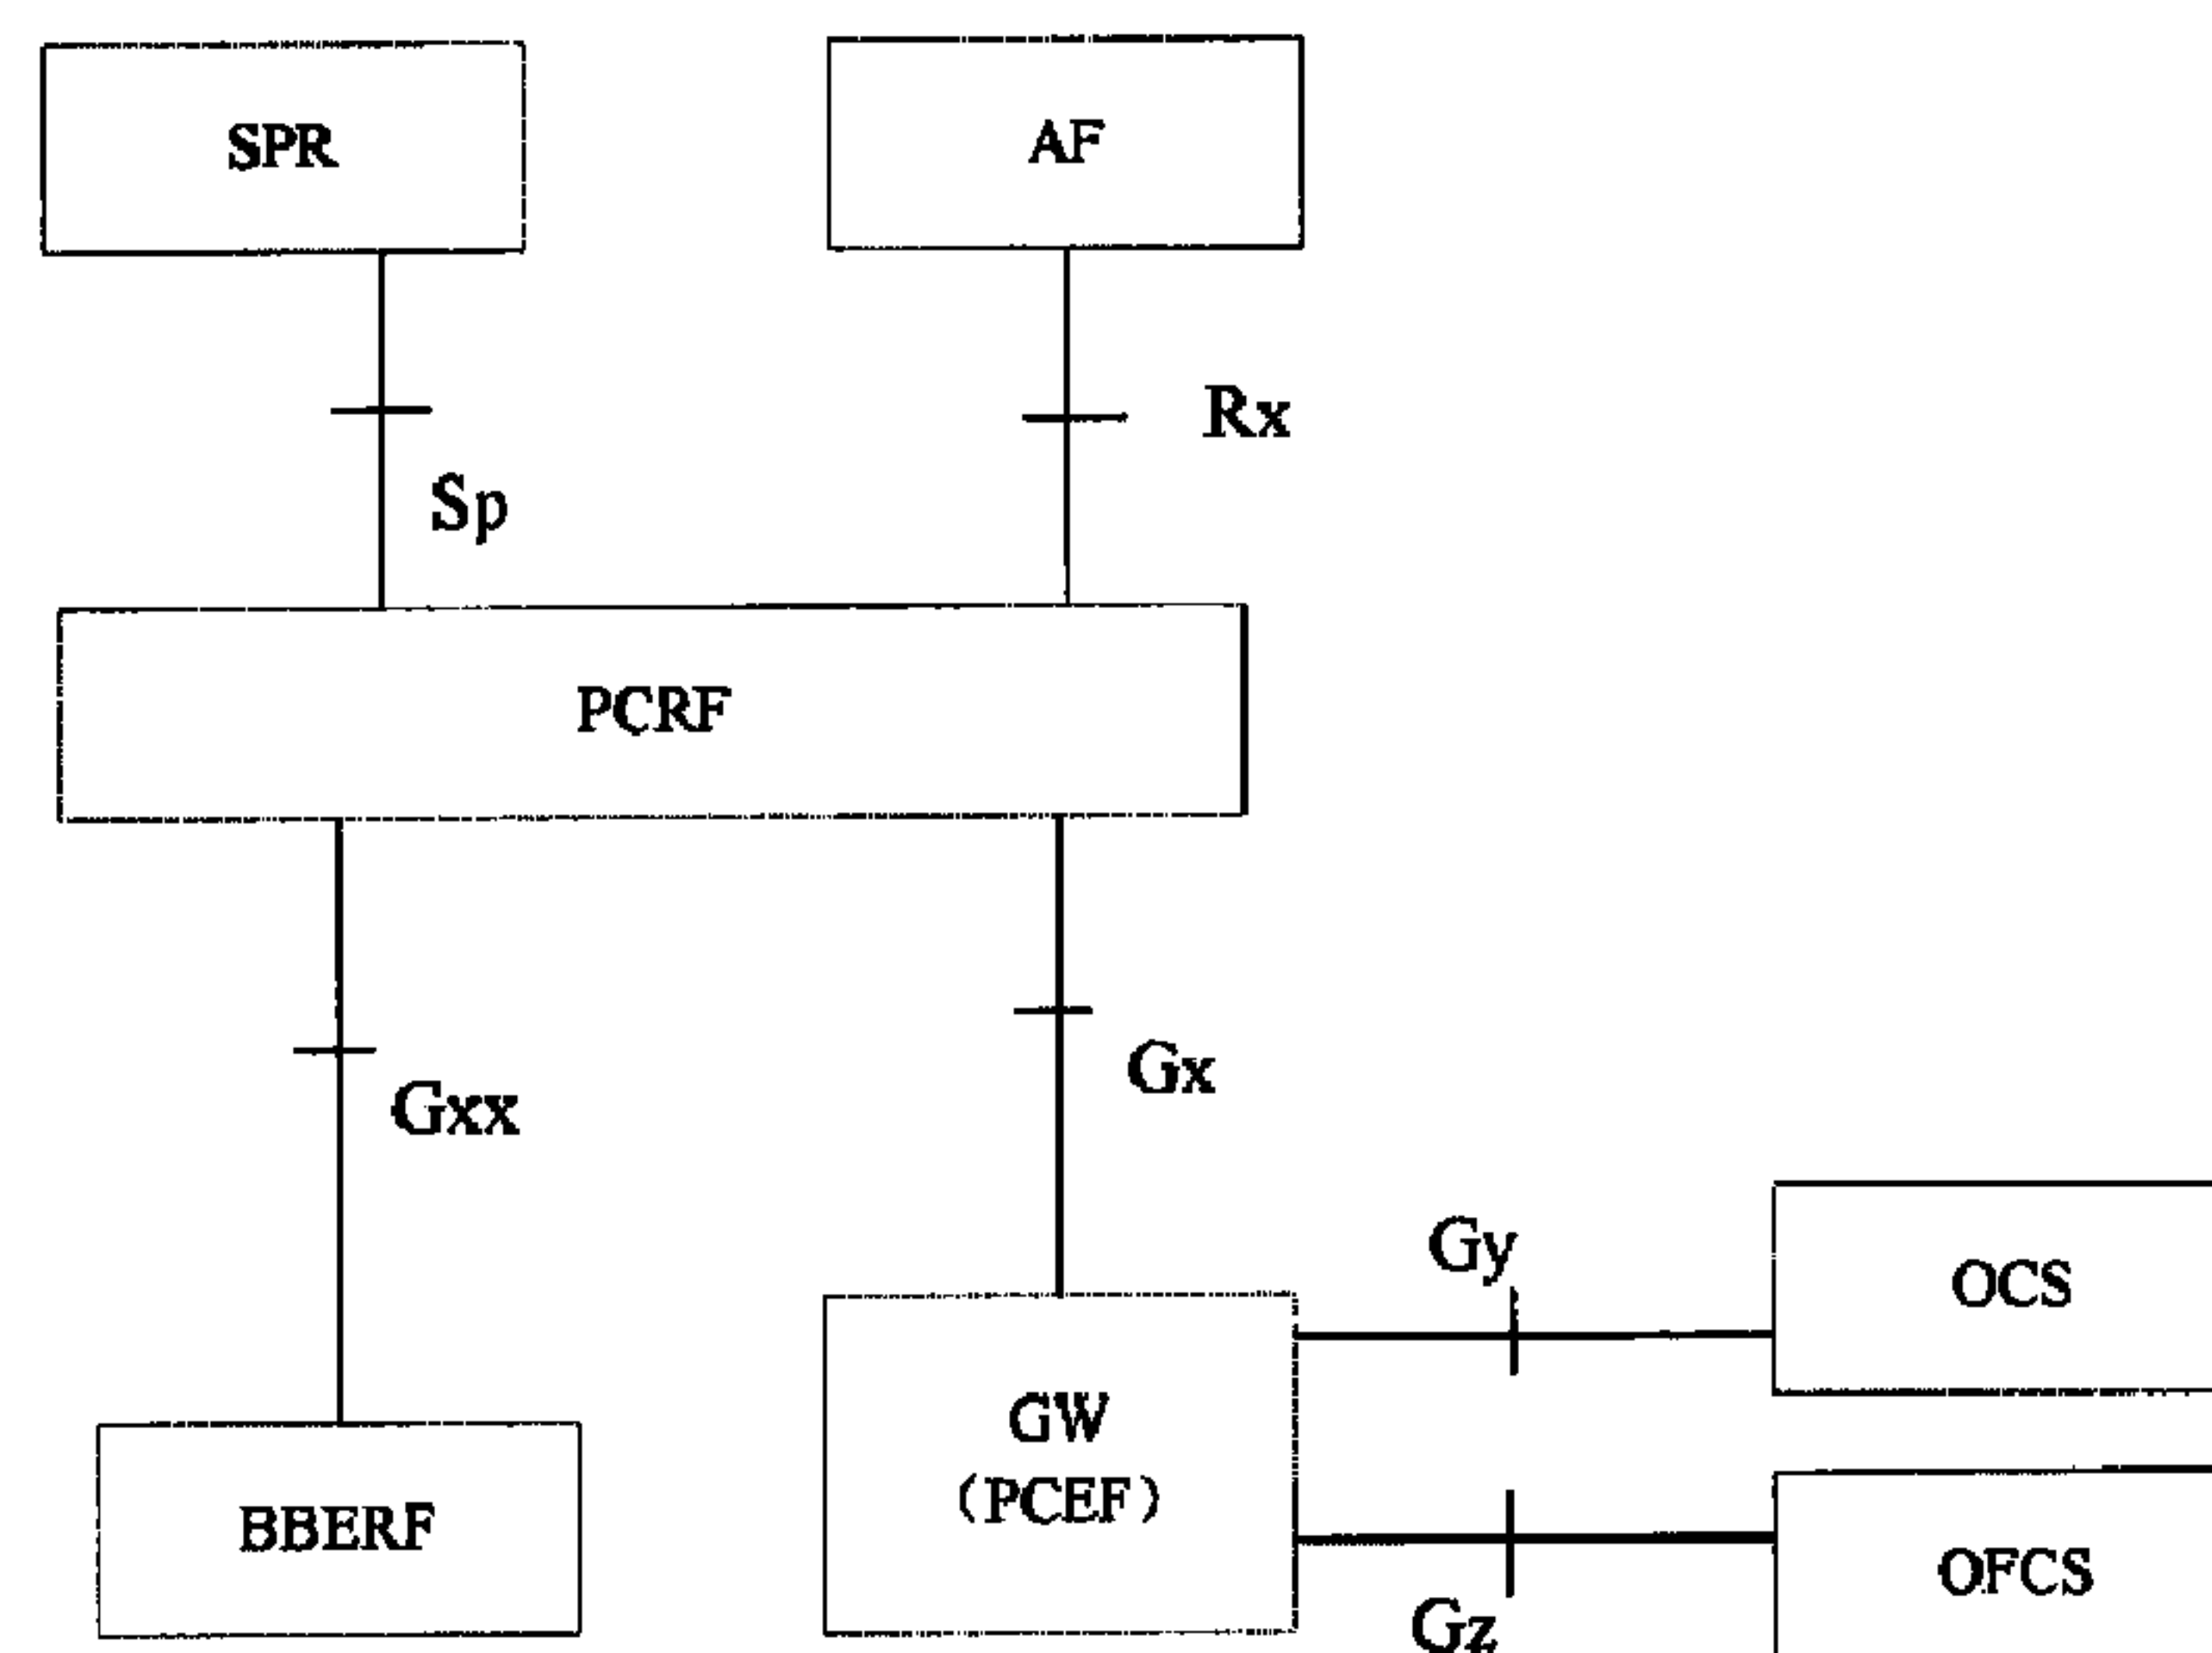 SPR
AF
Rx
Sp
PCRF
Gx
Gxx
Gy
OCS
GW
(PCEF)
BBERF
OFCS
Gz